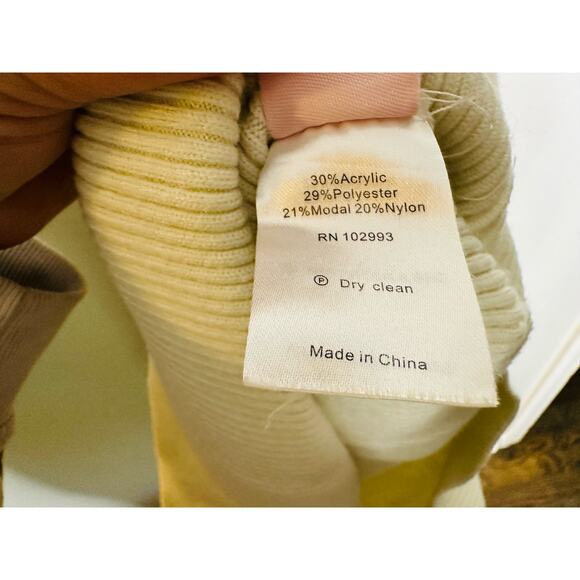 30%Acrylic
29%Polyester
21%Modal 20%Nylon
RN 102993
Ⓟ Dry clean
Made in China